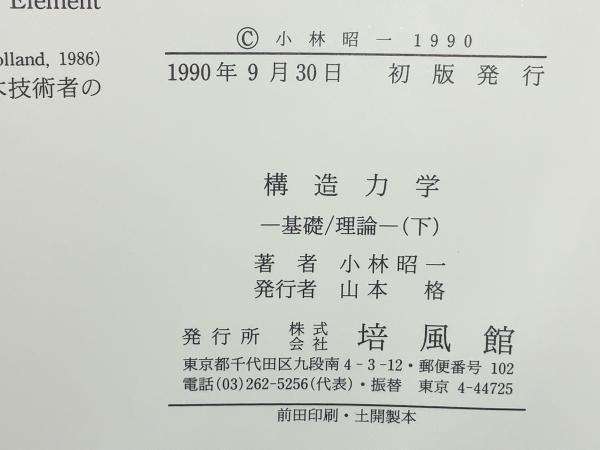 Element
olland, 1986)
木技術者の
© 小林昭一 1990
1990年9月30日 初版発行
構造力学
—基礎/理論—(下)
著者 小林昭一
発行者 山本格
発行所 株式会社 培風館
東京都千代田区九段南4-3-12・郵便番号 102
電話(03)262-5256(代表)・振替 東京 4-44725
前田印刷・土開製本